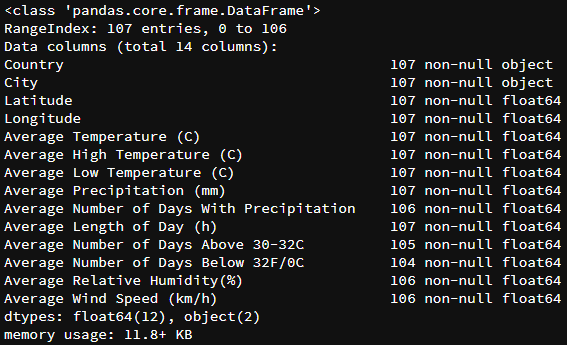 <class 'pandas.core.frame.DataFrame'>
RangeIndex: 107 entries, 0 to 106
Data columns (total 14 columns):
Country                                        107 non-null object
City                                           107 non-null object
Latitude                                       107 non-null float64
Longitude                                      107 non-null float64
Average Temperature (C)                        107 non-null float64
Average High Temperature (C)                   107 non-null float64
Average Low Temperature (C)                    107 non-null float64
Average Precipitation (mm)                     107 non-null float64
Average Number of Days With Precipitation      106 non-null float64
Average Length of Day (h)                      107 non-null float64
Average Number of Days Above 30-32C            105 non-null float64
Average Number of Days Below 32F/0C            104 non-null float64
Average Relative Humidity(%)                   106 non-null float64
Average Wind Speed (km/h)                      106 non-null float64
dtypes: float64(12), object(2)
memory usage: 11.8+ KB